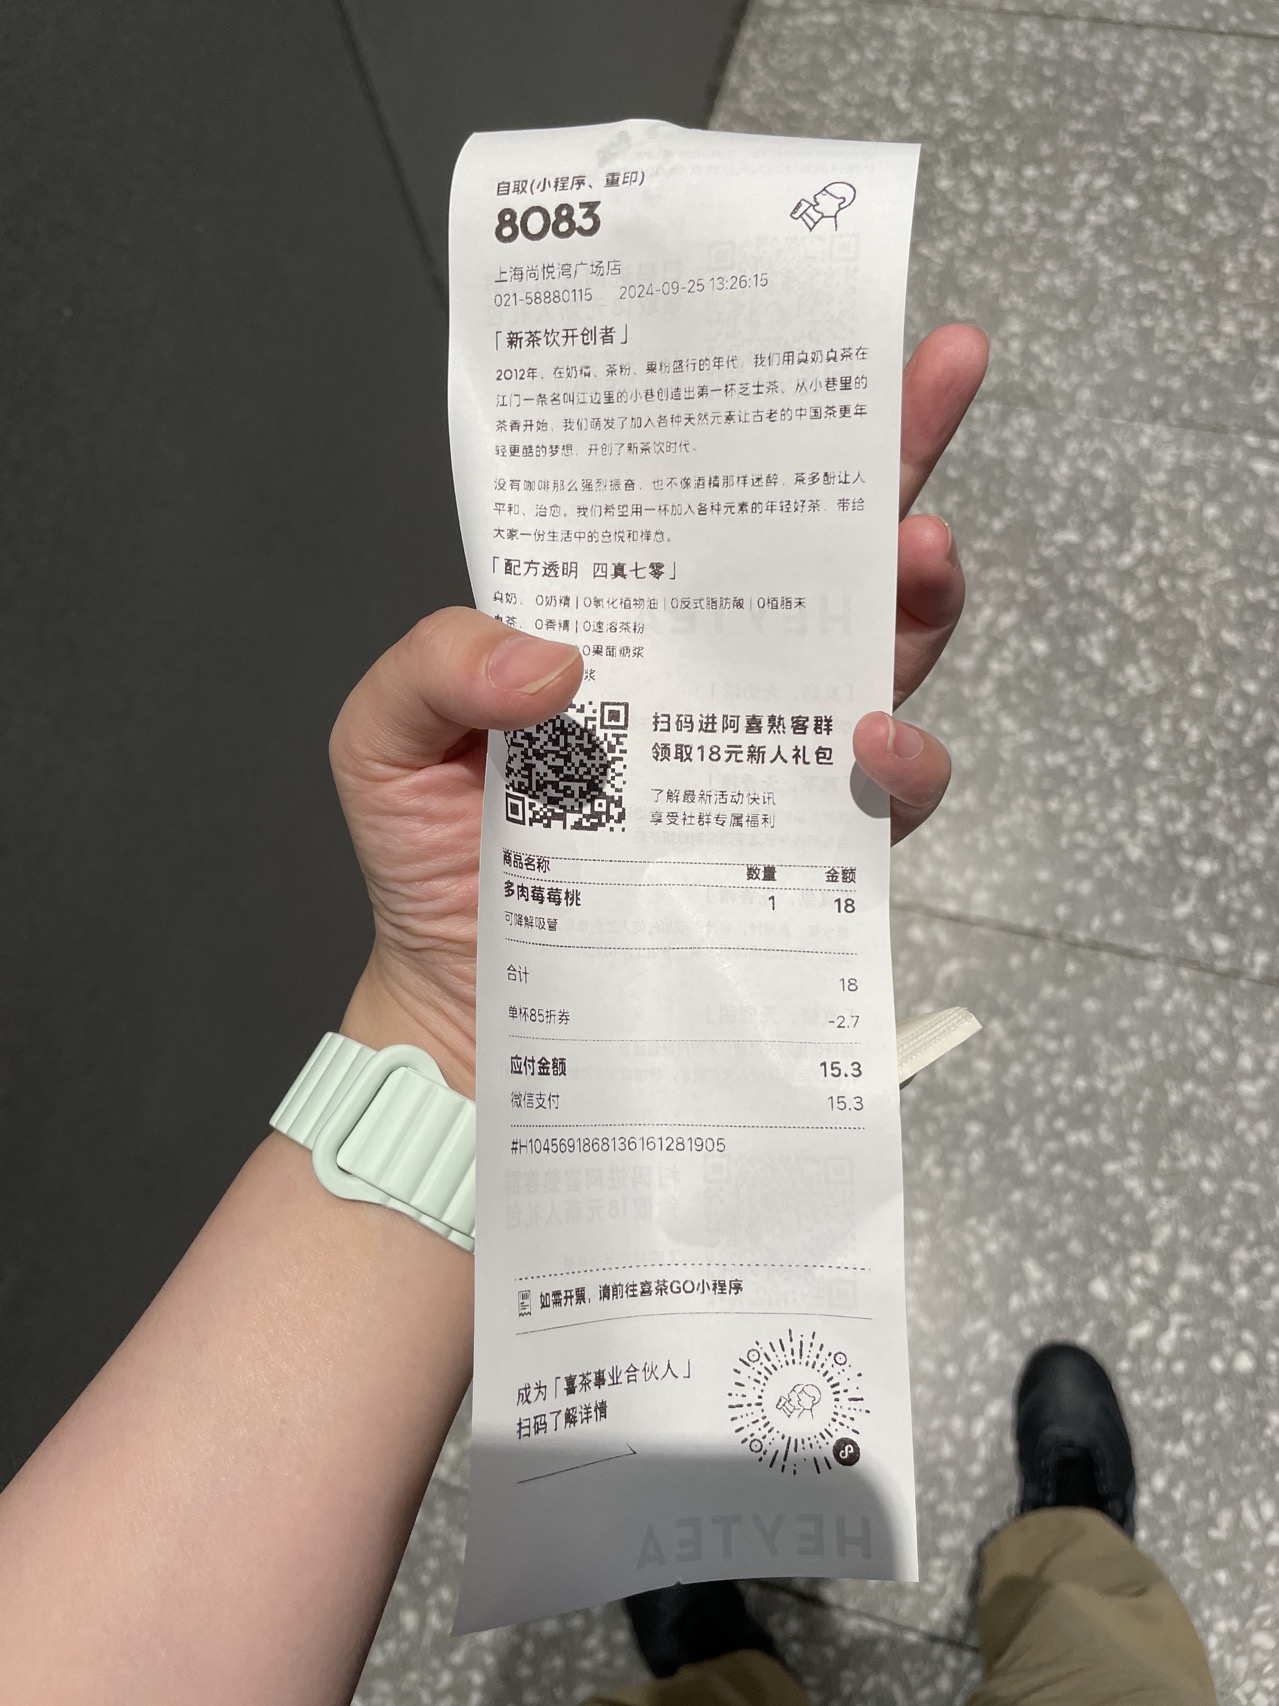 自取(小程序、重印)
8083
上海尚悦湾广场店
021-58880115 2024-09-25 13:26:15
「新茶饮开创者」
2012年，在奶精、茶粉、果粉盛行的年代，我们用真奶真茶在
江门一条名叫江边里的小巷创造出第一杯芝士茶。从小巷里的
茶香开始，我们萌发了加入各种天然元素让古老的中国茶更年
轻更酷的梦想，开创了新茶饮时代。
没有咖啡那么强烈振奋，也不像酒精那样迷醉，茶多酚让人
平和、治愈。我们希望用一杯加入各种元素的年轻好茶，带给
大家一份生活中的喜悦和禅意。
「配方透明 四真七零」
真奶，0奶精|0氢化植物油|0反式脂肪酸|0植脂末
真茶，0香精|0速溶茶粉
0果葡糖浆
浆
扫码进阿喜熟客群
领取18元新人礼包
了解最新活动快讯
享受社群专属福利
商品名称 数量 金额
多肉莓莓桃 1 18
可降解吸管
合计 18
单杯85折券 -2.7
应付金额 15.3
微信支付 15.3
#H1045691868136161281905
如需开票，请前往喜茶GO小程序
成为「喜茶事业合伙人」
扫码了解详情
HEYTEA